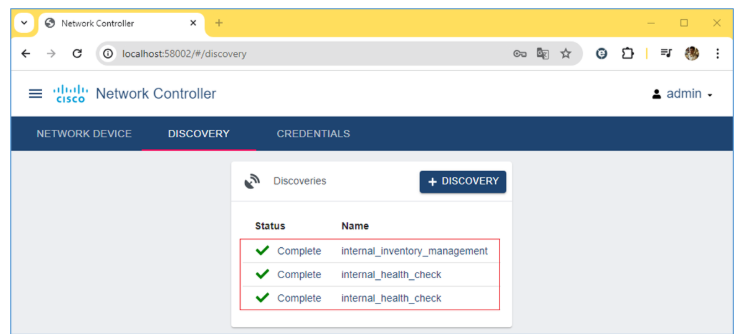 Network Controller
localhost:58002/#/discovery
CISCO Network Controller
admin
NETWORK DEVICE DISCOVERY CREDENTIALS
Discoveries + DISCOVERY
Status Name
Complete internal_inventory_management
Complete internal_health_check
Complete internal_health_check